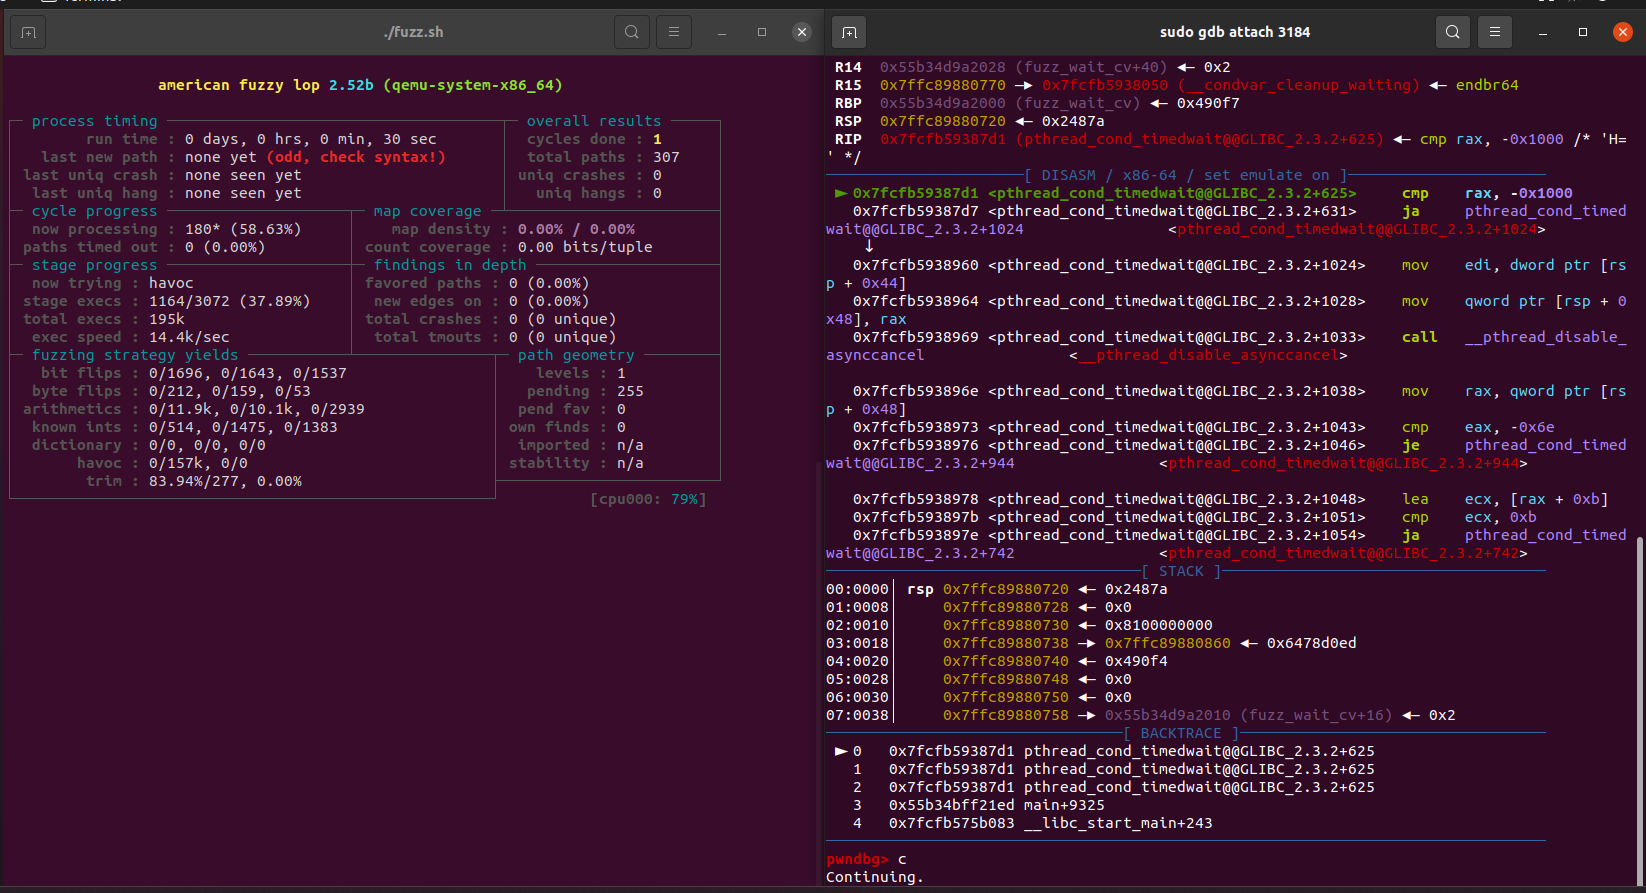 ./fuzz.sh
american fuzzy lop 2.52b (qemu-system-x86_64)
process timing
overall results
run time : 0 days, 0 hrs, 0 min, 30 sec
cycles done : 1
last new path : none yet (odd, check syntax!)
total paths : 307
last uniq crash : none seen yet
uniq crashes : 0
last uniq hang : none seen yet
uniq hangs : 0
cycle progress
map coverage
now processing : 180* (58.63%)
map density : 0.00% / 0.00%
paths timed out : 0 (0.00%)
count coverage : 0.00 bits/tuple
stage progress
findings in depth
now trying : havoc
favored paths : 0 (0.00%)
stage execs : 1164/3072 (37.89%)
new edges on : 0 (0.00%)
total execs : 195k
total crashes : 0 (0 unique)
exec speed : 14.4k/sec
total tmouts : 0 (0 unique)
fuzzing strategy yields
path geometry
bit flips : 0/1696, 0/1643, 0/1537
levels : 1
byte flips : 0/212, 0/159, 0/53
pending : 255
arithmetics : 0/11.9k, 0/10.1k, 0/2939
pend fav : 0
known ints : 0/514, 0/1475, 0/1383
own finds : 0
dictionary : 0/0, 0/0, 0/0
imported : n/a
havoc : 0/157k, 0/0
stability : n/a
trim : 83.94%/277, 0.00%
[cpu000: 79%]
sudo gdb attach 3184
R14 0x55b34d9a2028 (fuzz_wait_cv+40) ◂— 0x2
R15 0x7ffc89880770 —▸ 0x7fcfb5938050 (__condvar_cleanup_waiting) ◂— endbr64
RBP 0x55b34d9a2000 (fuzz_wait_cv) ◂— 0x490f7
RSP 0x7ffc89880720 ◂— 0x2487a
RIP 0x7fcfb59387d1 (pthread_cond_timedwait@@GLIBC_2.3.2+625) ◂— cmp rax, -0x1000 /* 'H=
' */
[ DISASM / x86-64 / set emulate on ]
► 0x7fcfb59387d1 <pthread_cond_timedwait@@GLIBC_2.3.2+625> cmp rax, -0x1000
0x7fcfb59387d7 <pthread_cond_timedwait@@GLIBC_2.3.2+631> ja pthread_cond_timed
wait@@GLIBC_2.3.2+1024 <pthread_cond_timedwait@@GLIBC_2.3.2+1024>
↓
0x7fcfb5938960 <pthread_cond_timedwait@@GLIBC_2.3.2+1024> mov edi, dword ptr [rs
p + 0x44]
0x7fcfb5938964 <pthread_cond_timedwait@@GLIBC_2.3.2+1028> mov qword ptr [rsp + 0
x48], rax
0x7fcfb5938969 <pthread_cond_timedwait@@GLIBC_2.3.2+1033> call __pthread_disable_
asynccancel <__pthread_disable_asynccancel>
0x7fcfb593896e <pthread_cond_timedwait@@GLIBC_2.3.2+1038> mov rax, qword ptr [rs
p + 0x48]
0x7fcfb5938973 <pthread_cond_timedwait@@GLIBC_2.3.2+1043> cmp eax, -0x6e
0x7fcfb5938976 <pthread_cond_timedwait@@GLIBC_2.3.2+1046> je pthread_cond_timed
wait@@GLIBC_2.3.2+944 <pthread_cond_timedwait@@GLIBC_2.3.2+944>
0x7fcfb5938978 <pthread_cond_timedwait@@GLIBC_2.3.2+1048> lea ecx, [rax + 0xb]
0x7fcfb593897b <pthread_cond_timedwait@@GLIBC_2.3.2+1051> cmp ecx, 0xb
0x7fcfb593897e <pthread_cond_timedwait@@GLIBC_2.3.2+1054> ja pthread_cond_timed
wait@@GLIBC_2.3.2+742 <pthread_cond_timedwait@@GLIBC_2.3.2+742>
[ STACK ]
00:0000│ rsp 0x7ffc89880720 ◂— 0x2487a
01:0008│ 0x7ffc89880728 ◂— 0x0
02:0010│ 0x7ffc89880730 ◂— 0x8100000000
03:0018│ 0x7ffc89880738 —▸ 0x7ffc89880860 ◂— 0x6478d0ed
04:0020│ 0x7ffc89880740 ◂— 0x490f4
05:0028│ 0x7ffc89880748 ◂— 0x0
06:0030│ 0x7ffc89880750 ◂— 0x0
07:0038│ 0x7ffc89880758 —▸ 0x55b34d9a2010 (fuzz_wait_cv+16) ◂— 0x2
[ BACKTRACE ]
► 0 0x7fcfb59387d1 pthread_cond_timedwait@@GLIBC_2.3.2+625
1 0x7fcfb59387d1 pthread_cond_timedwait@@GLIBC_2.3.2+625
2 0x7fcfb59387d1 pthread_cond_timedwait@@GLIBC_2.3.2+625
3 0x55b34bff21ed main+9325
4 0x7fcfb575b083 __libc_start_main+243
pwndbg> c
Continuing.